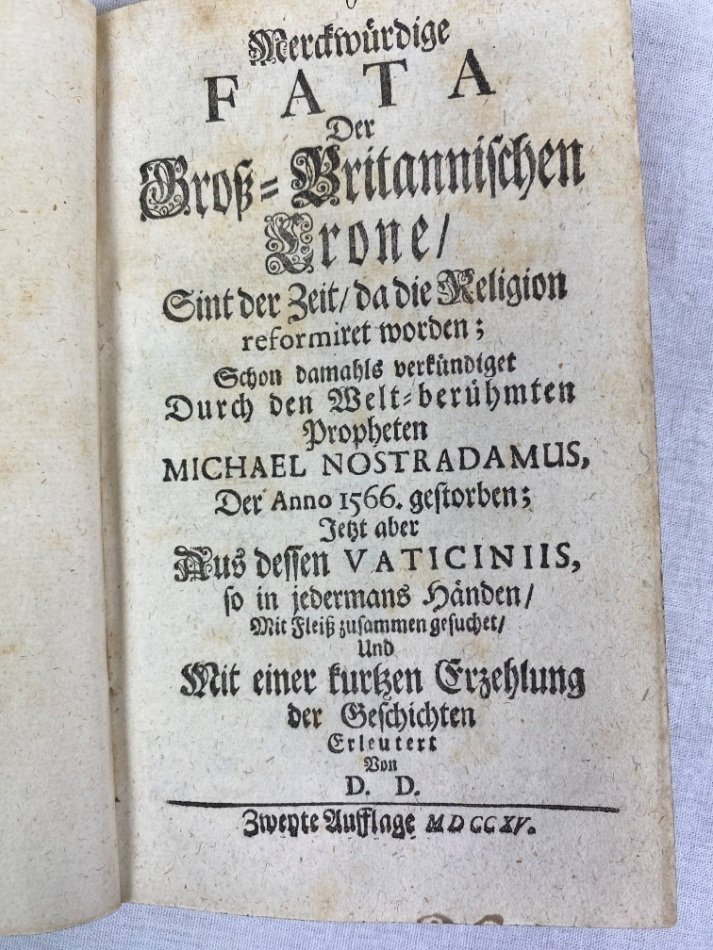 Merckwürdige
FATA
Der
Groß-Britannischen
Crone/
Sint der Zeit/ da die Religion
reformiret worden;
Schon damahls verkündiget
Durch den Welt-berühmten
Propheten
MICHAEL NOSTRADAMUS,
Der Anno 1566. gestorben;
Jetzt aber
Aus dessen VATICINIIS,
so in jedermans Händen/
Mit Fleiß zusammen gesuchet/
Und
Mit einer kurtzen Erzehlung
der Geschichten
Erleutert
Von
D. D.
Zweyte Aufflage MDCCXV.